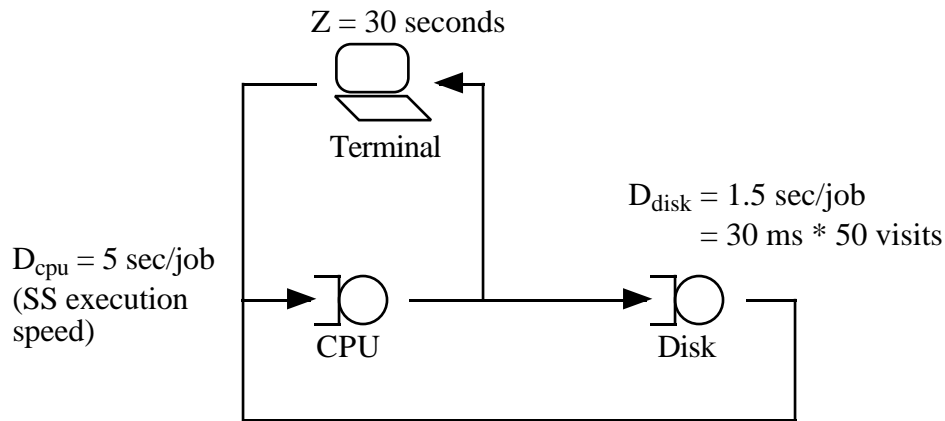 Z = 30 seconds
Terminal
D_disk = 1.5 sec/job
= 30 ms * 50 visits
D_cpu = 5 sec/job
(SS execution
speed)
CPU
Disk